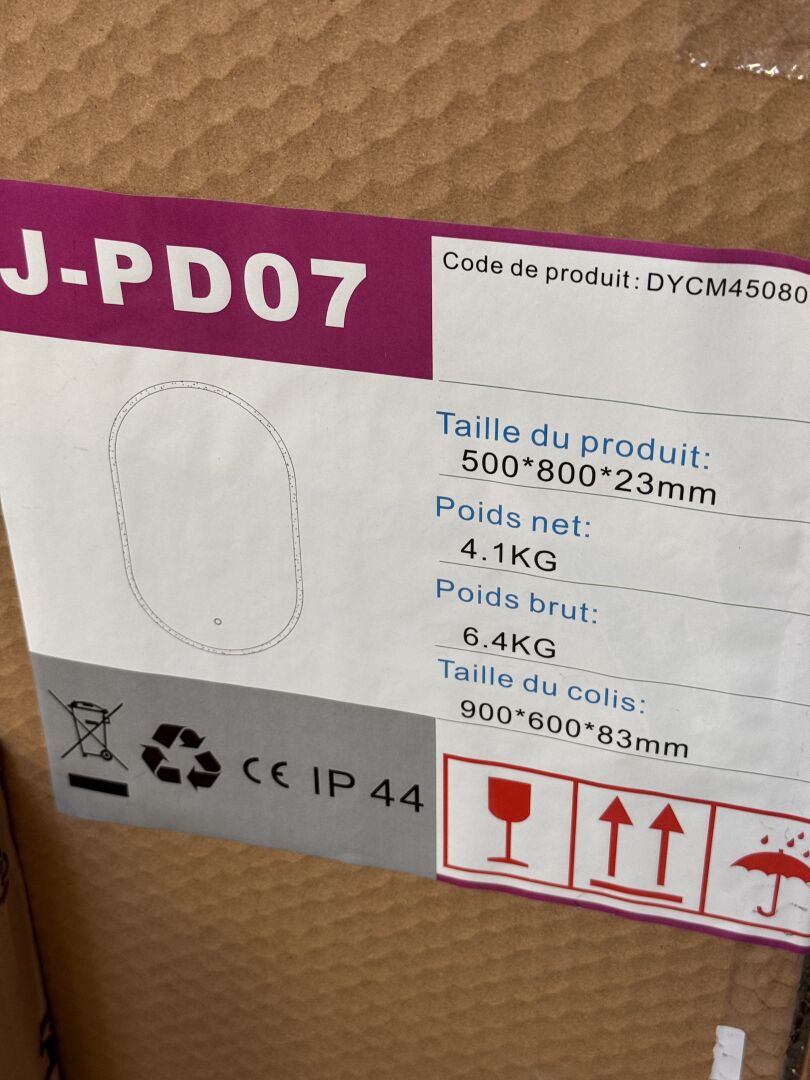 J-PD07
Code de produit: DYCM45080
Taille du produit:
500*800*23mm
Poids net:
4.1KG
Poids brut:
6.4KG
Taille du colis:
900*600*83mm
CE IP 44